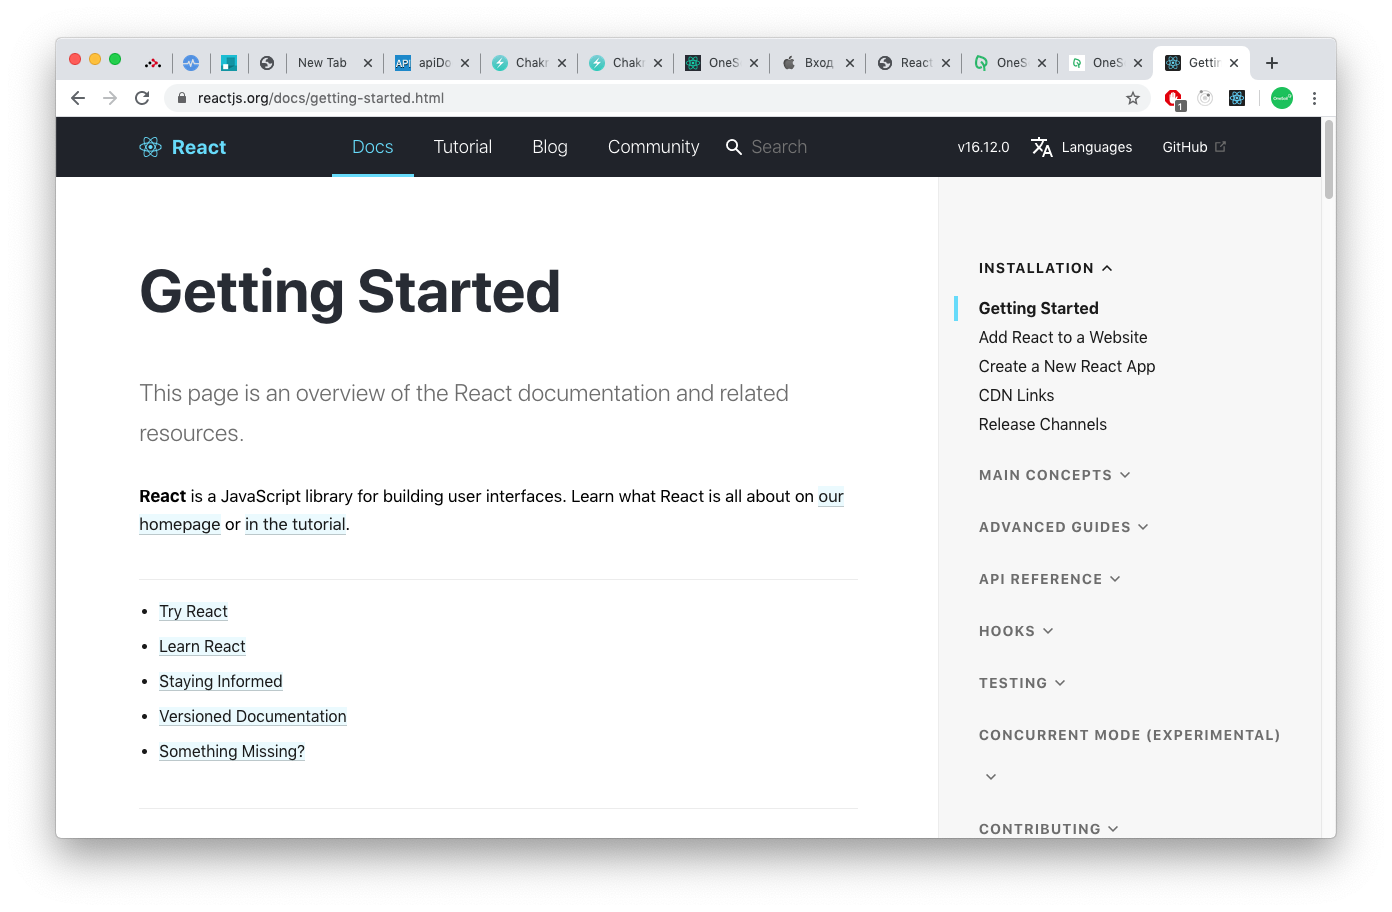 New Tab
API apiDo
Chakr
Chakr
OneS
Вход
React
OneS
OneS
Gettin
reactjs.org/docs/getting-started.html
1
React
Docs
Tutorial
Blog
Community
Search
v16.12.0
Languages
GitHub
Getting Started
This page is an overview of the React documentation and related
resources.
React is a JavaScript library for building user interfaces. Learn what React is all about on our
homepage or in the tutorial.
Try React
Learn React
Staying Informed
Versioned Documentation
Something Missing?
INSTALLATION
Getting Started
Add React to a Website
Create a New React App
CDN Links
Release Channels
MAIN CONCEPTS
ADVANCED GUIDES
API REFERENCE
HOOKS
TESTING
CONCURRENT MODE (EXPERIMENTAL)
CONTRIBUTING